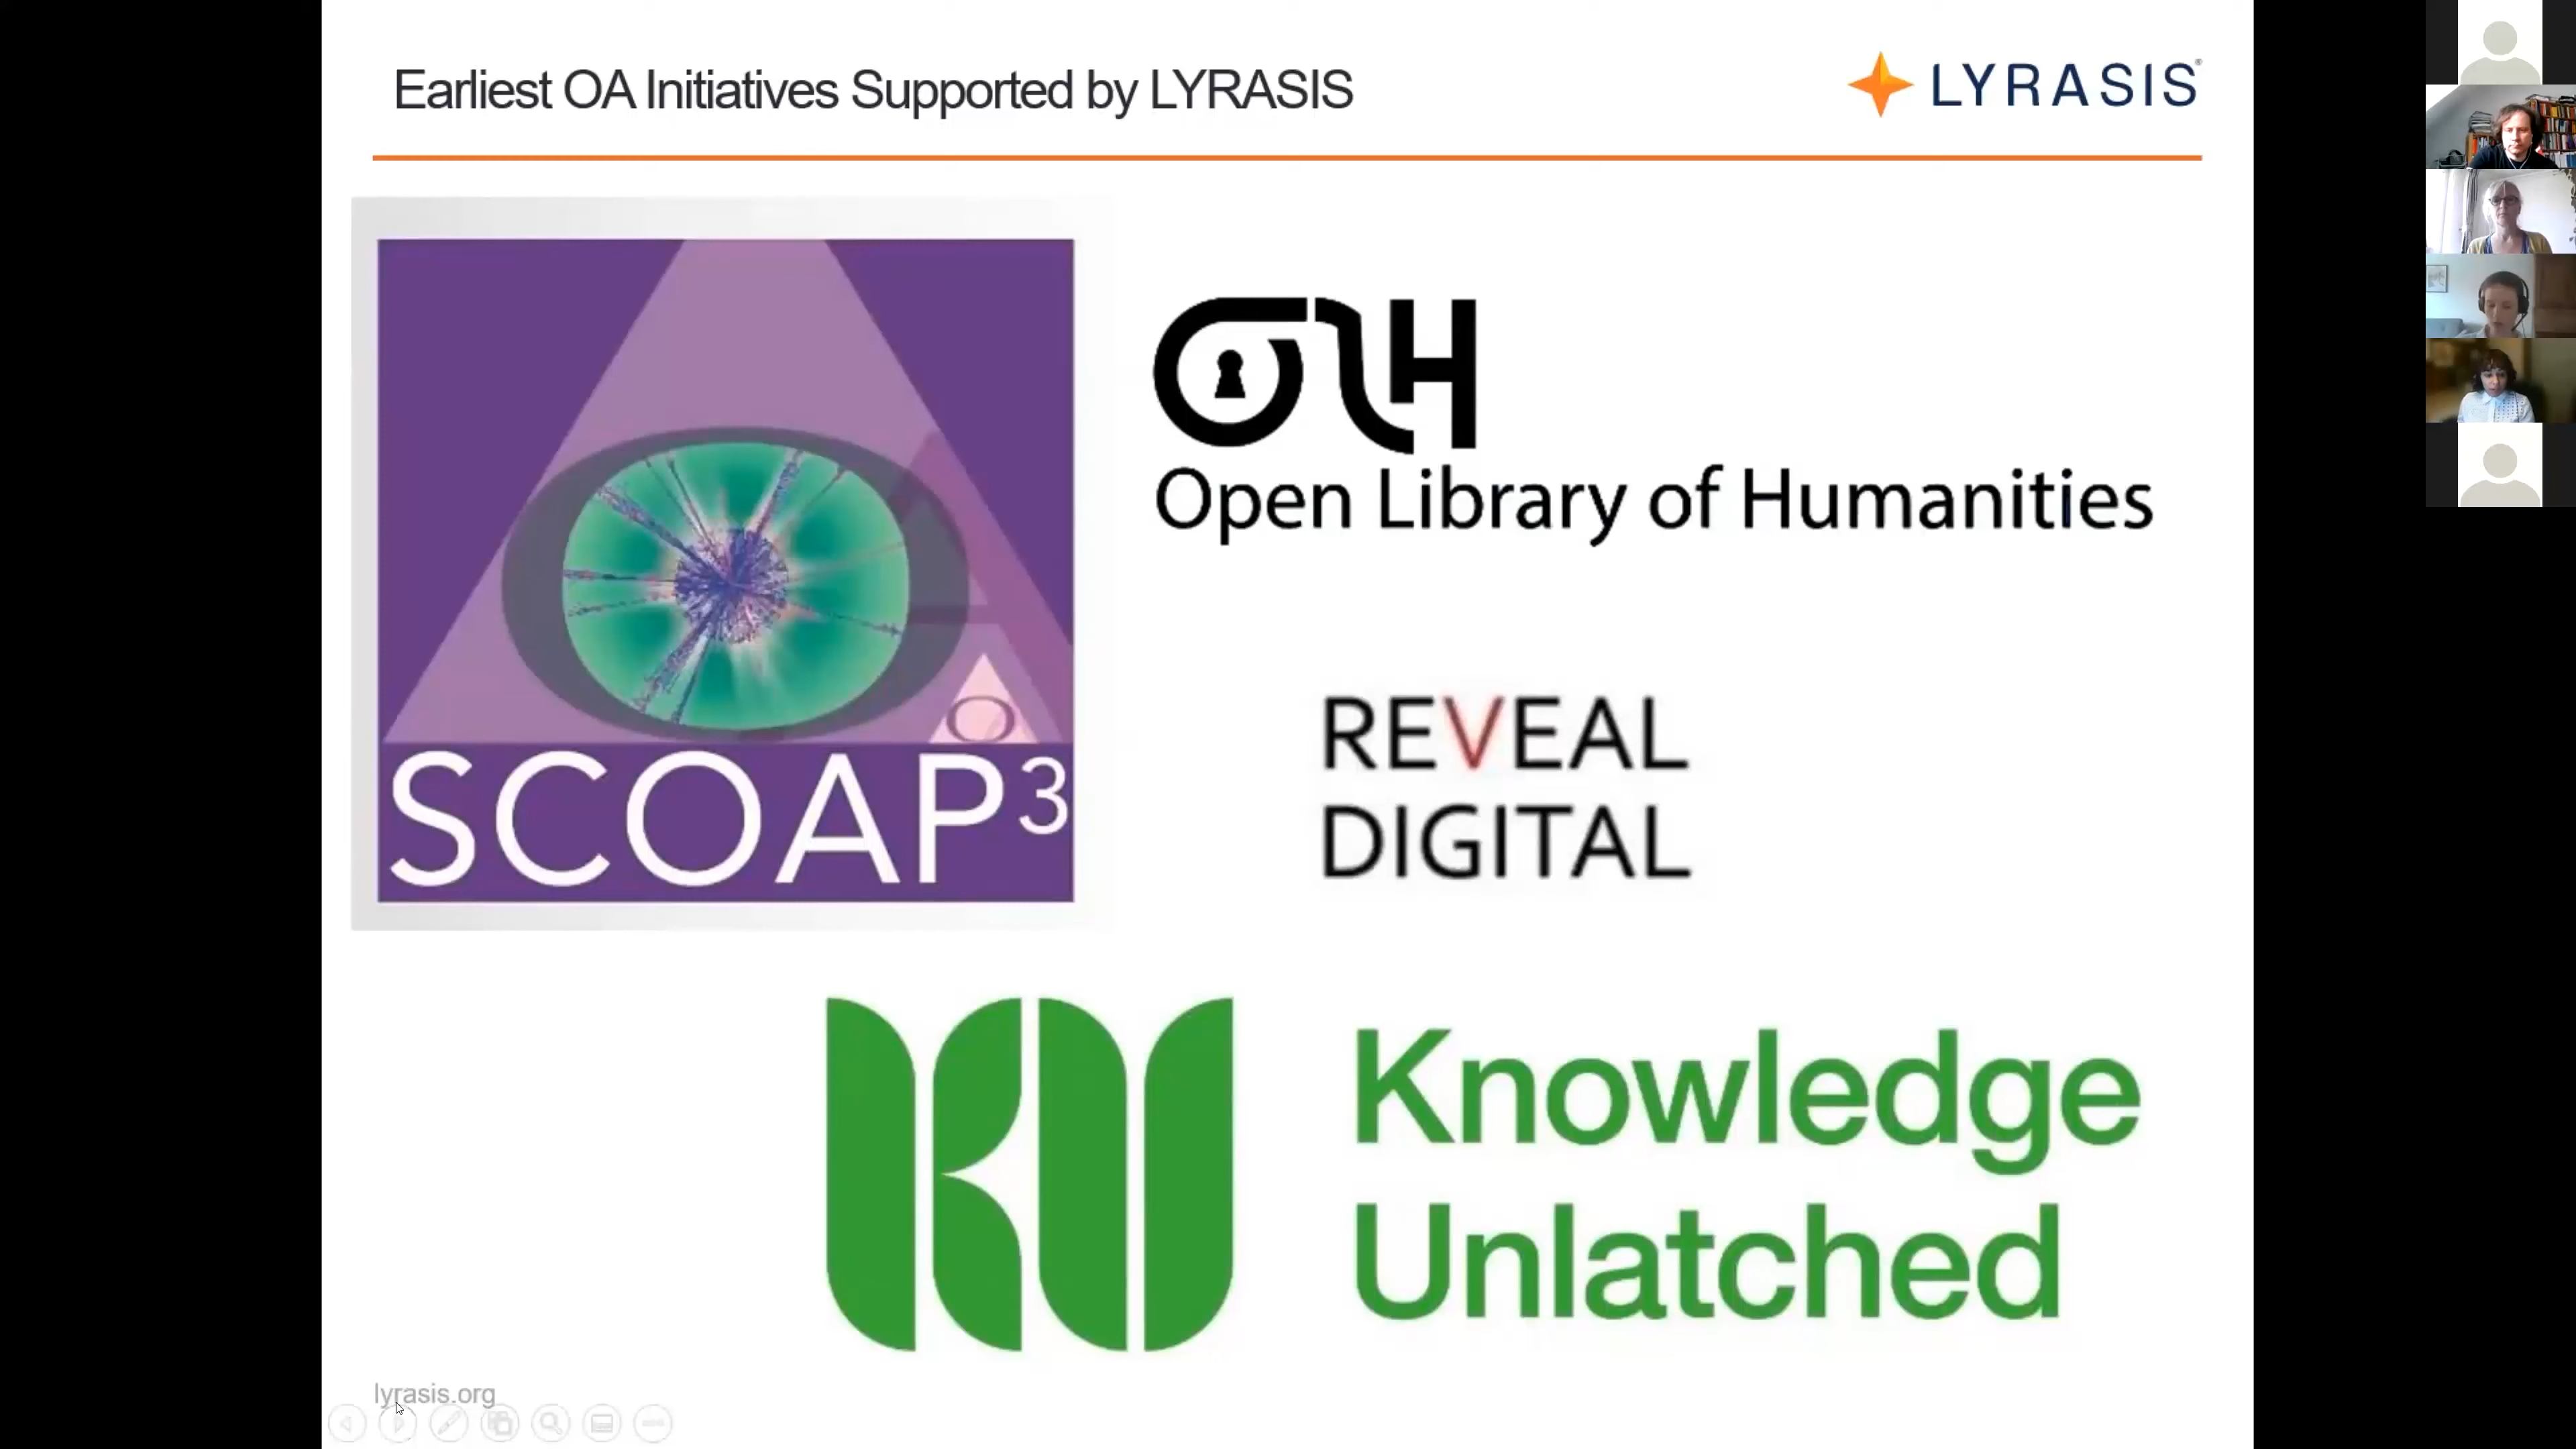 Earliest OA Initiatives Supported by LYRASIS
LYRASIS®
OLH
Open Library of Humanities
SCOAP³
REVEAL
DIGITAL
KU
Knowledge
Unlatched
lyrasis.org